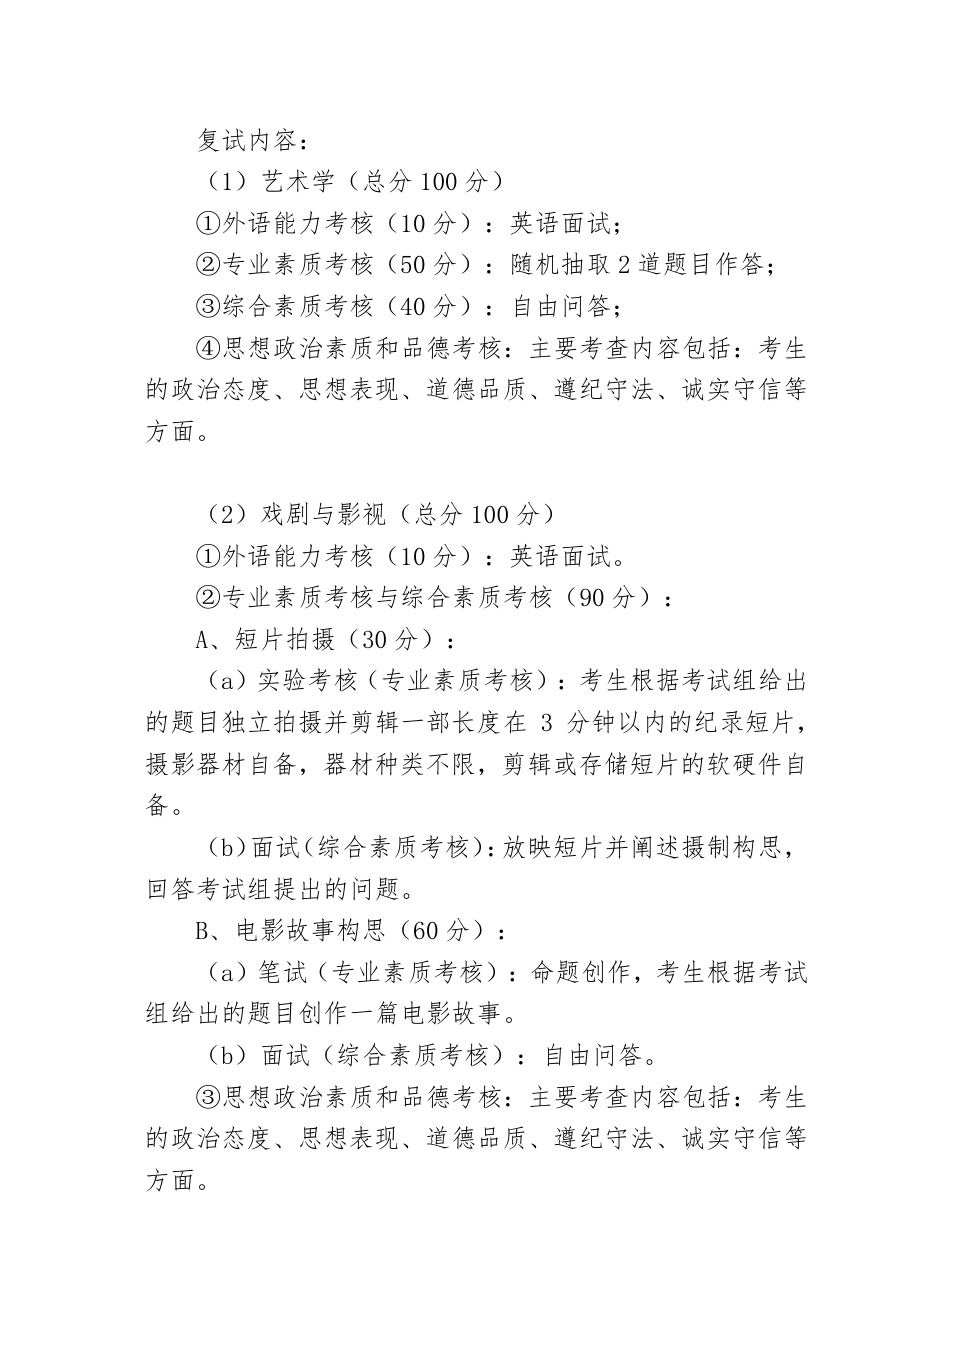 复试内容：
（1）艺术学（总分 100 分）
①外语能力考核（10 分）：英语面试；
②专业素质考核（50 分）：随机抽取 2 道题目作答；
③综合素质考核（40 分）：自由问答；
④思想政治素质和品德考核：主要考查内容包括：考生
的政治态度、思想表现、道德品质、遵纪守法、诚实守信等
方面。
（2）戏剧与影视（总分 100 分）
①外语能力考核（10 分）：英语面试。
②专业素质考核与综合素质考核（90 分）：
A、短片拍摄（30 分）：
（a）实验考核（专业素质考核）：考生根据考试组给出
的题目独立拍摄并剪辑一部长度在 3 分钟以内的纪录短片，
摄影器材自备，器材种类不限，剪辑或存储短片的软硬件自
备。
（b）面试（综合素质考核）：放映短片并阐述摄制构思，
回答考试组提出的问题。
B、电影故事构思（60 分）：
（a）笔试（专业素质考核）：命题创作，考生根据考试
组给出的题目创作一篇电影故事。
（b）面试（综合素质考核）：自由问答。
③思想政治素质和品德考核：主要考查内容包括：考生
的政治态度、思想表现、道德品质、遵纪守法、诚实守信等
方面。